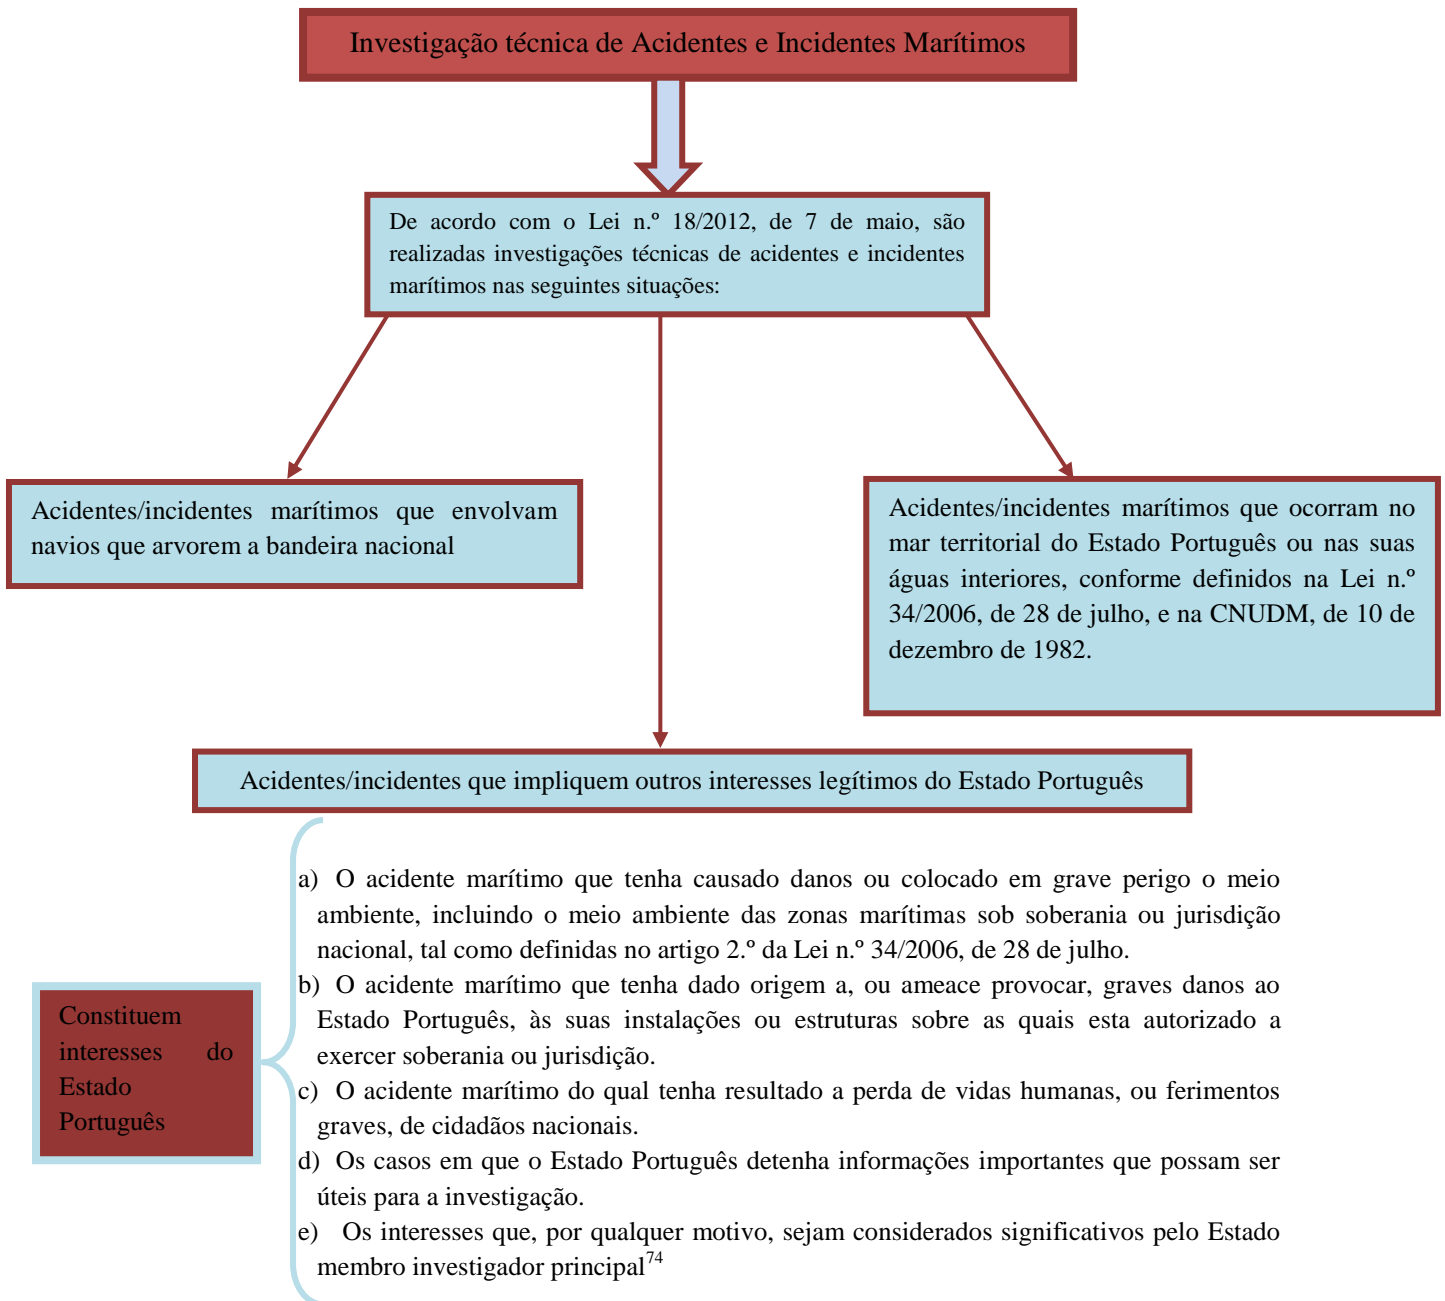 Investigação técnica de Acidentes e Incidentes Marítimos
De acordo com o Lei n.º 18/2012, de 7 de maio, são
realizadas investigações técnicas de acidentes e incidentes
marítimos nas seguintes situações:
Acidentes/incidentes marítimos que envolvam
navios que arvorem a bandeira nacional
Acidentes/incidentes marítimos que ocorram no
mar territorial do Estado Português ou nas suas
águas interiores, conforme definidos na Lei n.º
34/2006, de 28 de julho, e na CNUDM, de 10 de
dezembro de 1982.
Acidentes/incidentes que impliquem outros interesses legítimos do Estado Português
Constituem
interesses do
Estado
Português
a) O acidente marítimo que tenha causado danos ou colocado em grave perigo o meio
ambiente, incluindo o meio ambiente das zonas marítimas sob soberania ou jurisdição
nacional, tal como definidas no artigo 2.º da Lei n.º 34/2006, de 28 de julho.
b) O acidente marítimo que tenha dado origem a, ou ameace provocar, graves danos ao
Estado Português, às suas instalações ou estruturas sobre as quais esta autorizado a
exercer soberania ou jurisdição.
c) O acidente marítimo do qual tenha resultado a perda de vidas humanas, ou ferimentos
graves, de cidadãos nacionais.
d) Os casos em que o Estado Português detenha informações importantes que possam ser
úteis para a investigação.
e) Os interesses que, por qualquer motivo, sejam considerados significativos pelo Estado
membro investigador principal74